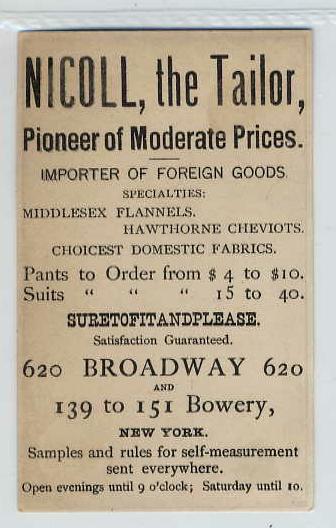 NICOLL, the Tailor,
Pioneer of Moderate Prices.
IMPORTER OF FOREIGN GOODS
SPECIALTIES:
MIDDLESEX FLANNELS.
HAWTHORNE CHEVIOTS.
CHOICEST DOMESTIC FABRICS.
Pants to Order from $ 4 to $10.
Suits “ “ “ 15 to 40.
SURETOFITANDPLEASE.
Satisfaction Guaranteed.
620 BROADWAY 620
AND
139 to 151 Bowery,
NEW YORK.
Samples and rules for self-measurement
sent everywhere.
Open evenings until 9 o'clock; Saturday until 10.